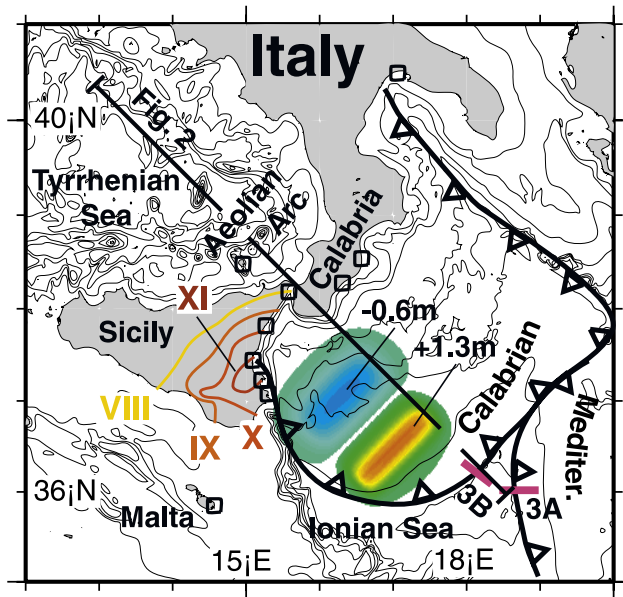 Italy
40¡N
Fig. 2
Tyrrhenian
Sea
Aeolian
Arc
Calabria
XI
Sicily
-0.6m
+1.3m
Calabrian
VIII
IX
X
Mediter.
36¡N
3B
3A
Malta
Ionian Sea
15¡E
18¡E